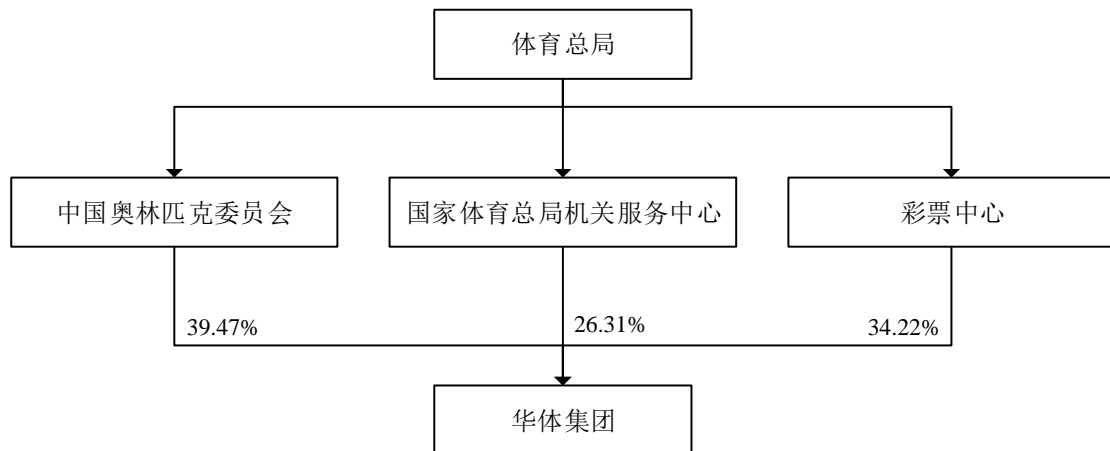 体育总局
中国奥林匹克委员会
国家体育总局机关服务中心
彩票中心
39.47%
26.31%
34.22%
华体集团